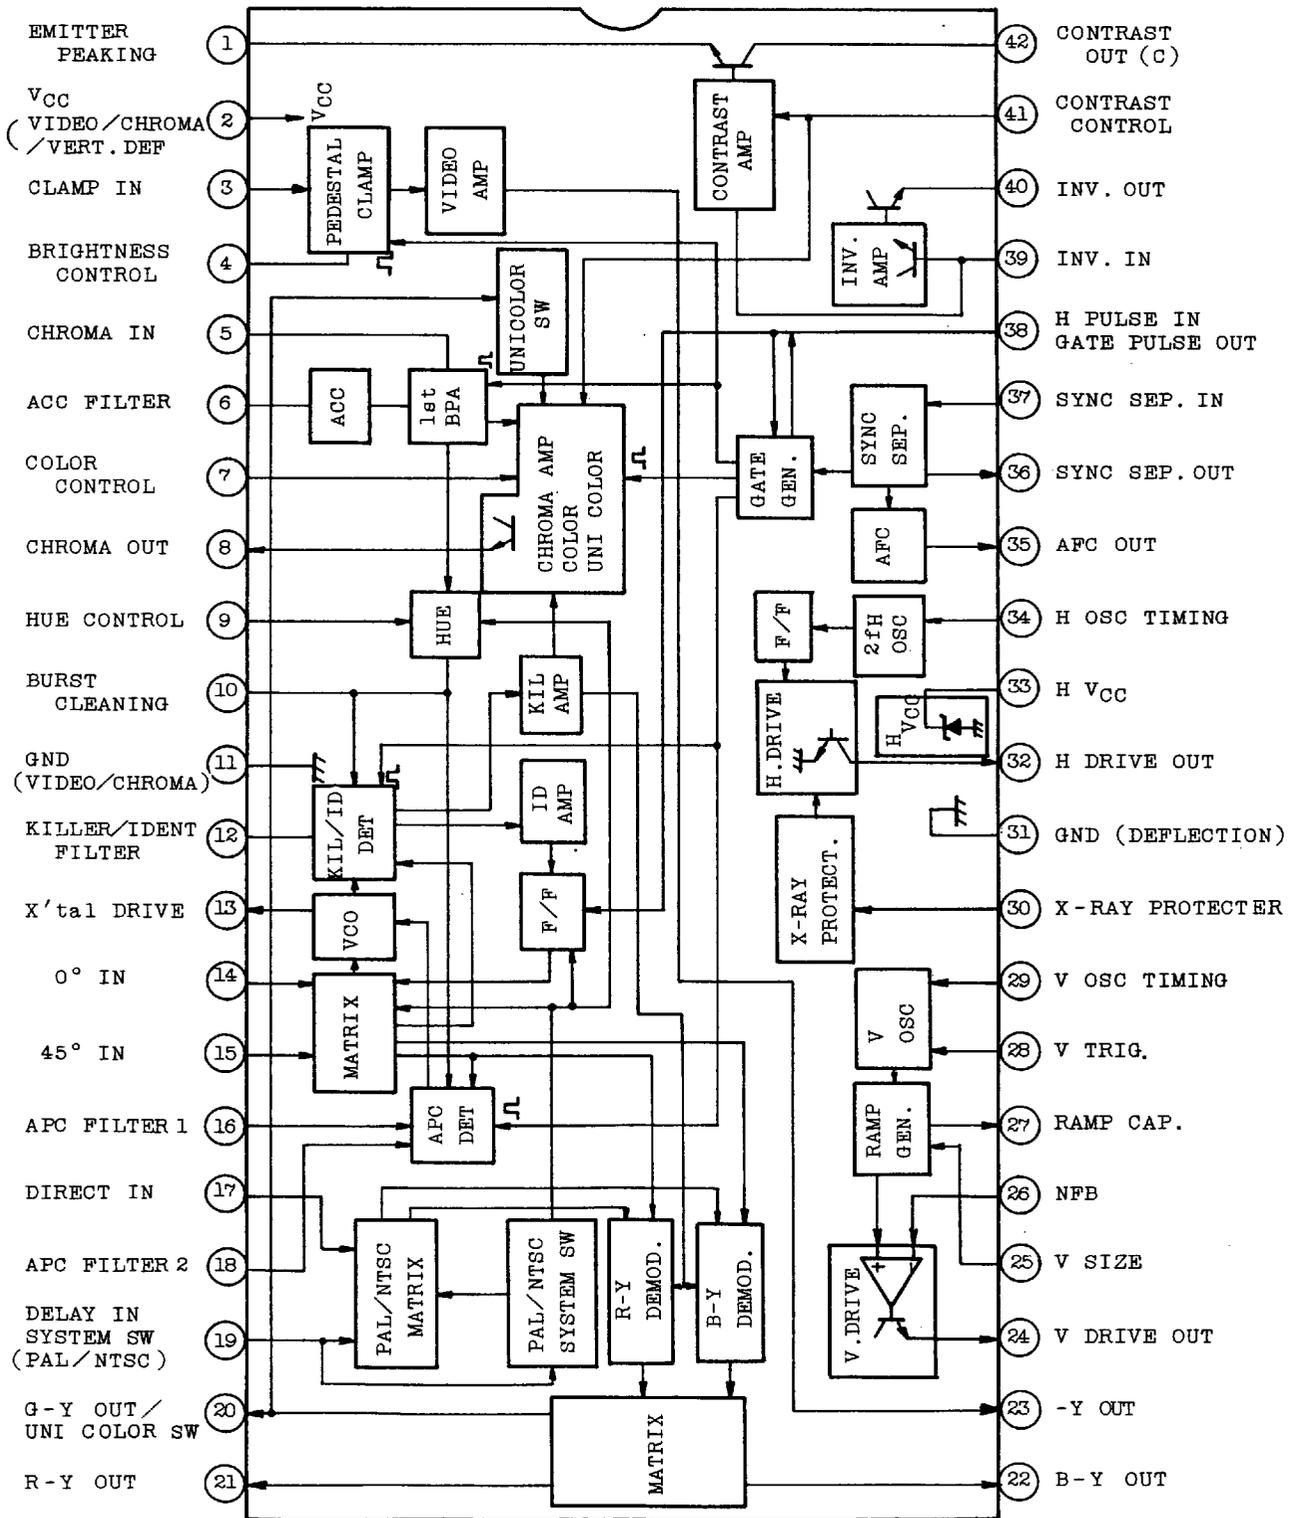 EMITTER
PEAKING
1
VCC
VIDEO/CHROMA
/VERT.DEF
2
CLAMP IN
3
BRIGHTNESS
CONTROL
4
CHROMA IN
5
ACC FILTER
6
COLOR
CONTROL
7
CHROMA OUT
8
HUE CONTROL
9
BURST
CLEANING
10
GND
(VIDEO/CHROMA)
11
KILLER/IDENT
FILTER
12
X'tal DRIVE
13
0° IN
14
45° IN
15
APC FILTER 1
16
DIRECT IN
17
APC FILTER 2
18
DELAY IN
SYSTEM SW
(PAL/NTSC)
19
G-Y OUT/
UNI COLOR SW
20
R-Y OUT
21
VCC
PEDESTAL
CLAMP
VIDEO
AMP
UNICOLOR
SW
ACC
1st
BPA
CHROMA AMP
COLOR
UNI COLOR
HUE
KIL
AMP
KIL/ID
DET
ID
AMP
VCO
F/F
MATRIX
APC
DET
PAL/NTSC
MATRIX
PAL/NTSC
SYSTEM SW
R-Y
DEMOD.
B-Y
DEMOD.
MATRIX
CONTRAST
AMP
INV.
AMP
GATE
GEN.
SYNC
SEP.
AFC
F/F
2fH
OSC
H.DRIVE
H VCC
X-RAY
PROTECT.
V
OSC
RAMP
GEN.
+
-
V.DRIVE
42
CONTRAST
OUT (C)
41
CONTRAST
CONTROL
40
INV. OUT
39
INV. IN
38
H PULSE IN
GATE PULSE OUT
37
SYNC SEP. IN
36
SYNC SEP. OUT
35
AFC OUT
34
H OSC TIMING
33
H VCC
32
H DRIVE OUT
31
GND (DEFLECTION)
30
X-RAY PROTECTER
29
V OSC TIMING
28
V TRIG.
27
RAMP CAP.
26
NFB
25
V SIZE
24
V DRIVE OUT
23
-Y OUT
22
B-Y OUT